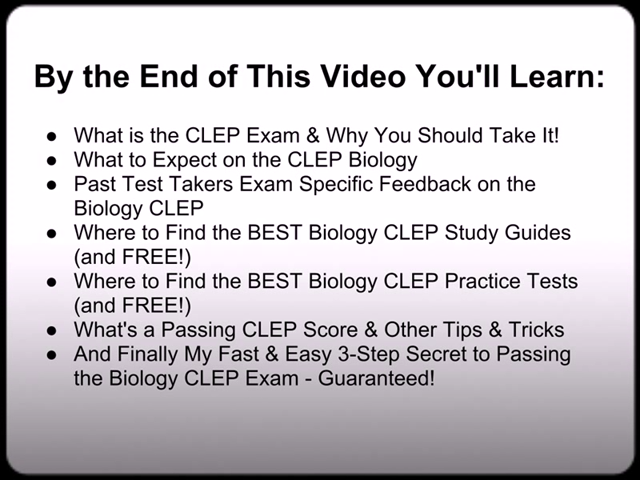 By the End of This Video You'll Learn:
● What is the CLEP Exam & Why You Should Take It!
● What to Expect on the CLEP Biology
● Past Test Takers Exam Specific Feedback on the
Biology CLEP
● Where to Find the BEST Biology CLEP Study Guides
(and FREE!)
● Where to Find the BEST Biology CLEP Practice Tests
(and FREE!)
● What's a Passing CLEP Score & Other Tips & Tricks
● And Finally My Fast & Easy 3-Step Secret to Passing
the Biology CLEP Exam - Guaranteed!